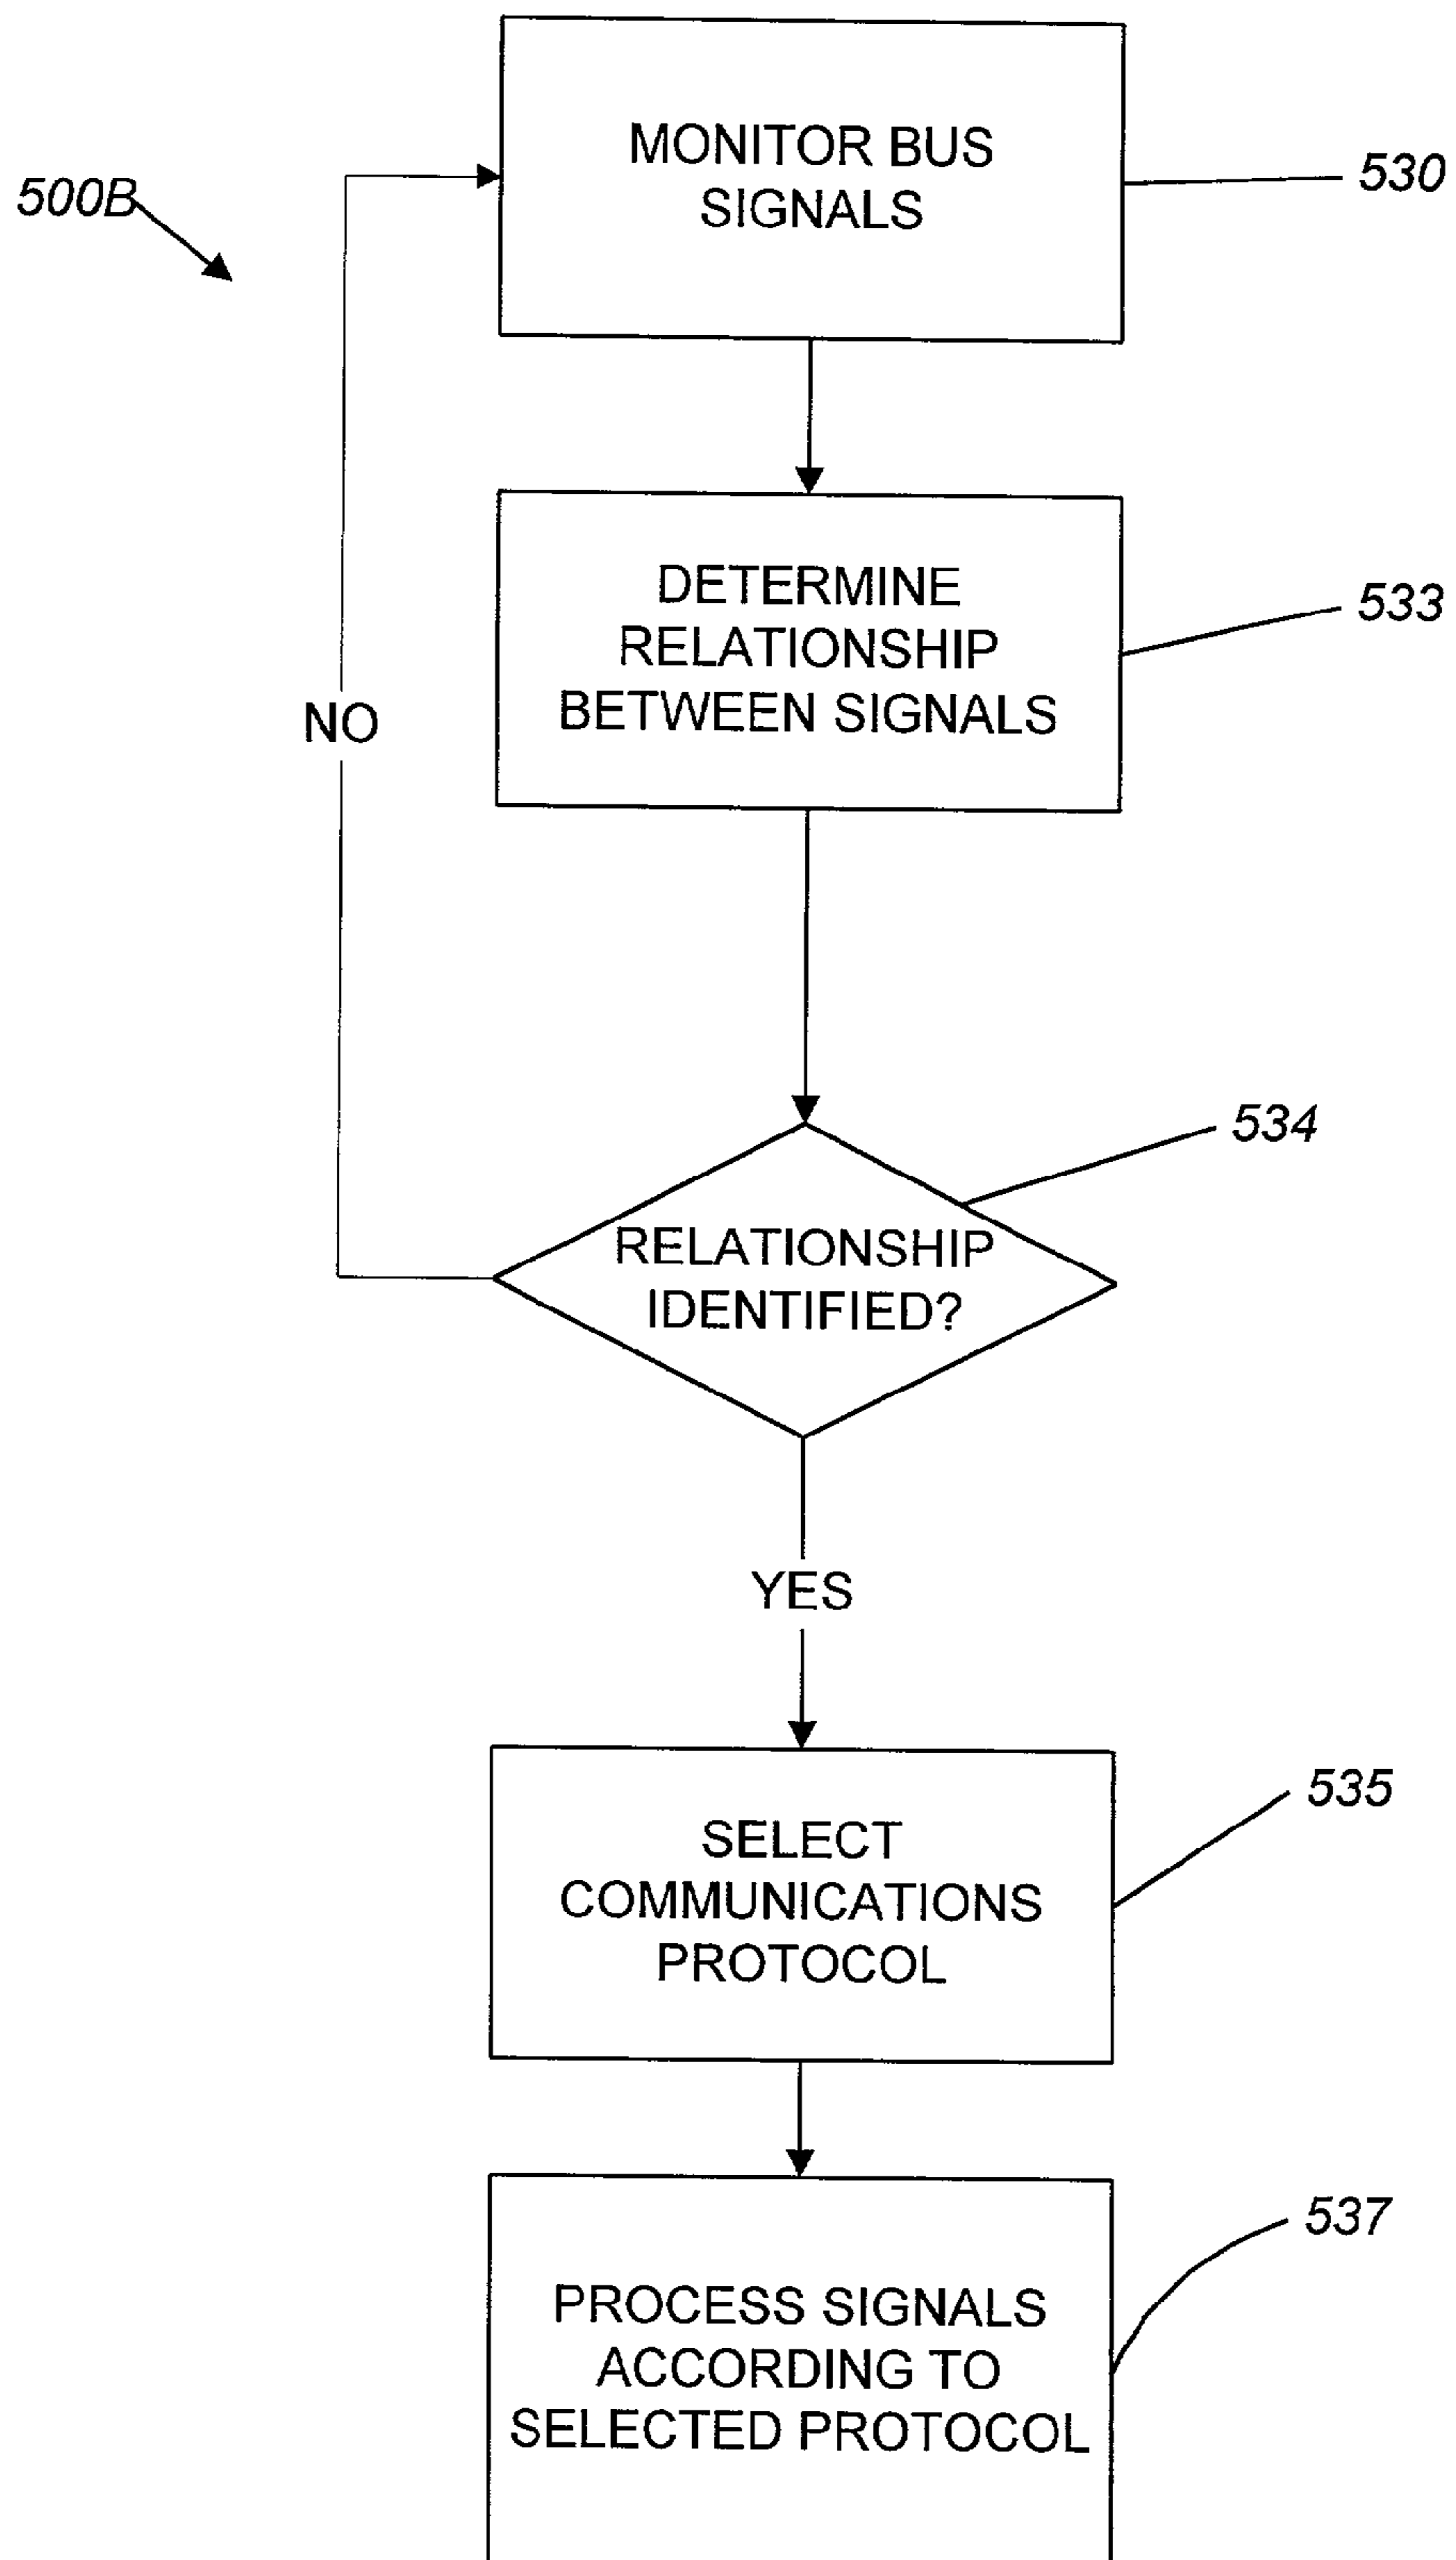 500B
MONITOR BUS
SIGNALS
530
DETERMINE
RELATIONSHIP
BETWEEN SIGNALS
533
NO
534
RELATIONSHIP
IDENTIFIED?
YES
SELECT
COMMUNICATIONS
PROTOCOL
535
PROCESS SIGNALS
ACCORDING TO
SELECTED PROTOCOL
537